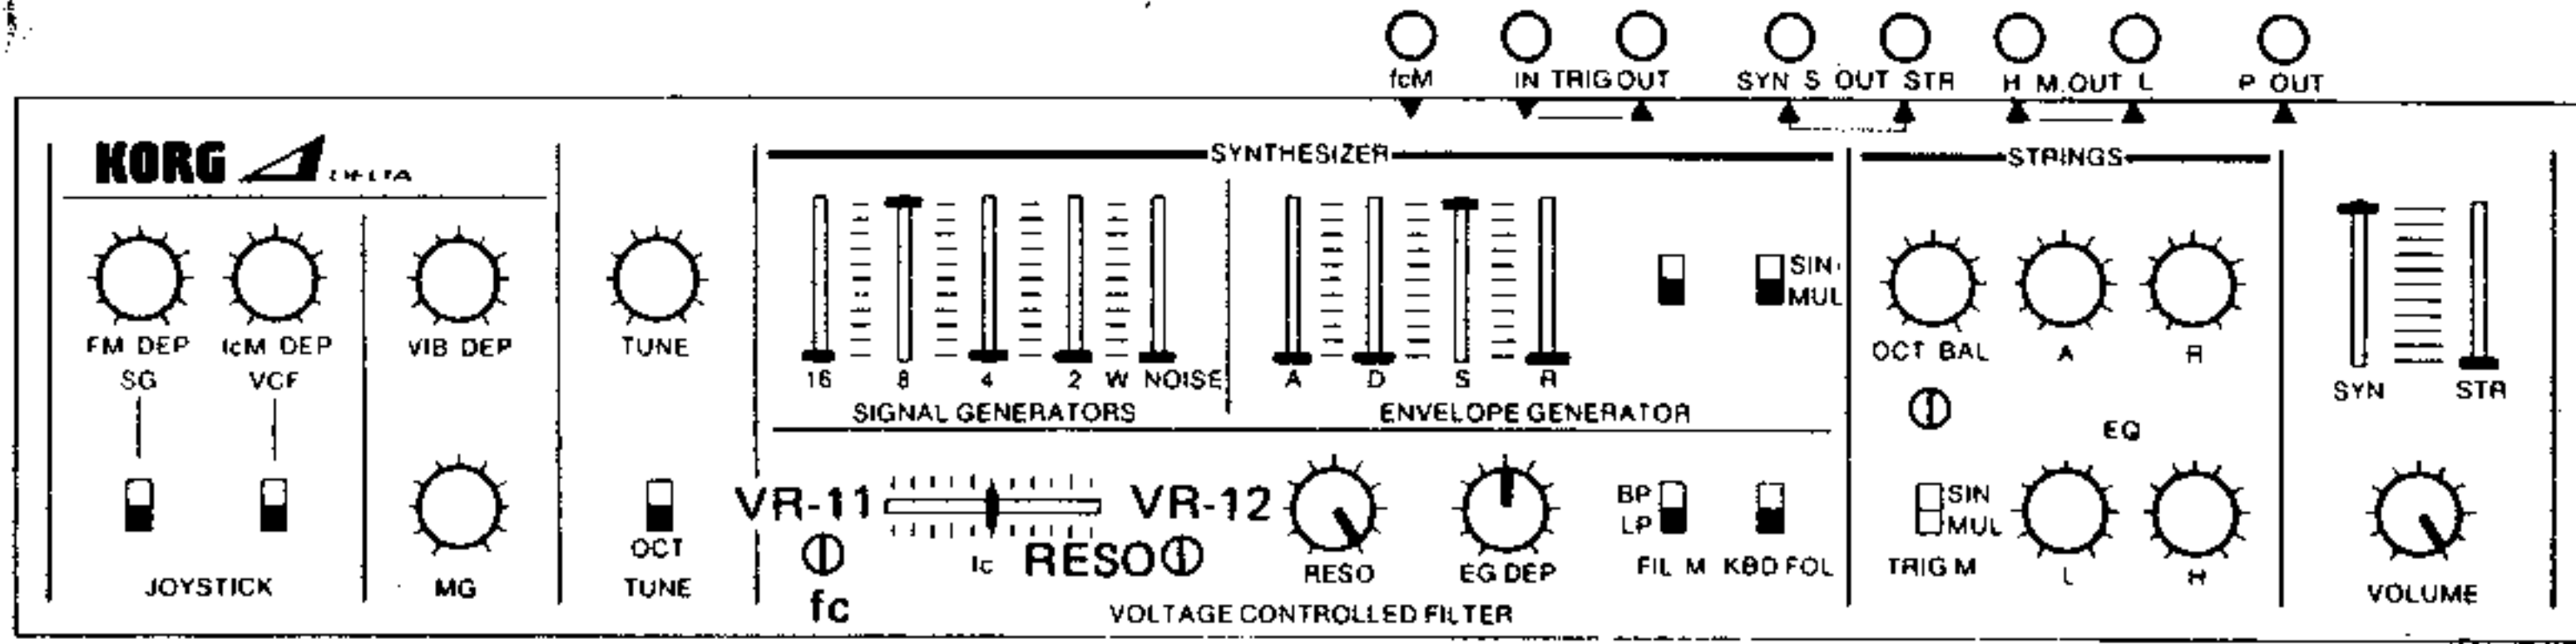 fcM IN TRIG OUT SYN S OUT STR H M.OUT L P OUT
KORG DELTA
SYNTHESIZER STRINGS
SIN
MUL
FM DEP IcM DEP VIB DEP TUNE
OCT BAL A R
SG VCF
16 8 4 2 W NOISE A D S R
SYN STR
SIGNAL GENERATORS ENVELOPE GENERATOR
EQ
VR-11 VR-12
BP
LP
SIN
MUL
OCT
Ic RESO RESO EG DEP FIL M KBD FOL TRIG M L H
JOYSTICK MG TUNE
VOLUME
fc VOLTAGE CONTROLLED FILTER